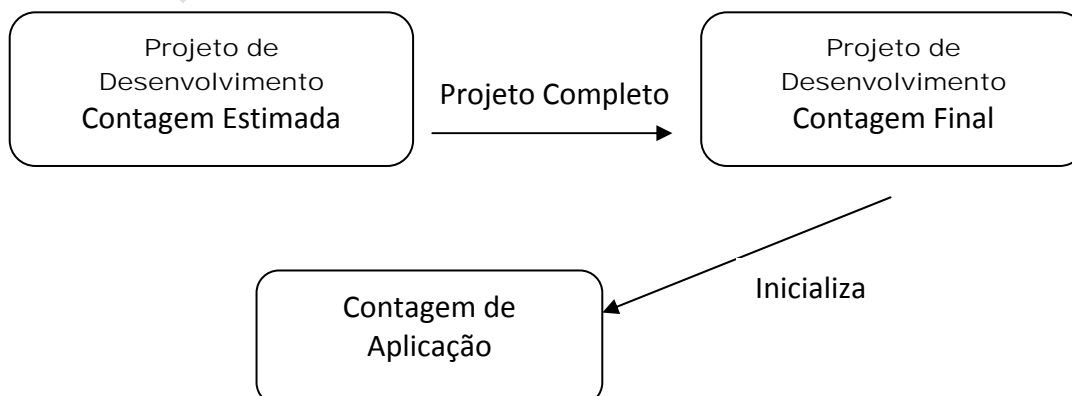 Projeto de
Desenvolvimento
Contagem Estimada
Projeto Completo
Projeto de
Desenvolvimento
Contagem Final
Inicializa
Contagem de
Aplicação